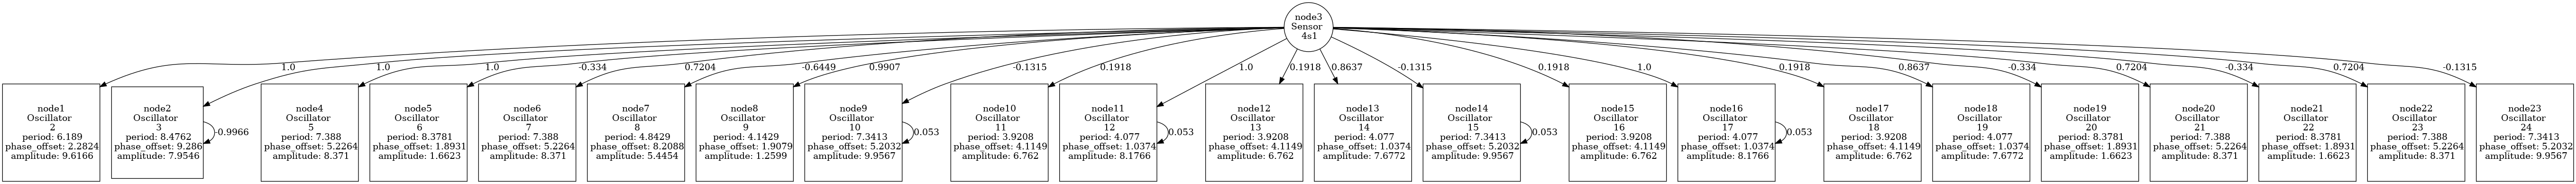 node3
Sensor
4s1
1.0
1.0
1.0
-0.334
0.7204
-0.6449
0.9907
-0.1315
0.1918
1.0
0.1918
0.8637
-0.1315
0.1918
1.0
0.1918
0.8637
-0.334
0.7204
-0.334
0.7204
-0.1315
node1
Oscillator
2
period: 6.189
phase_offset: 2.2824
amplitude: 9.6166
node2
Oscillator
3
period: 8.4762
phase_offset: 9.286
amplitude: 7.9546
-0.9966
node4
Oscillator
5
period: 7.388
phase_offset: 5.2264
amplitude: 8.371
node5
Oscillator
6
period: 8.3781
phase_offset: 1.8931
amplitude: 1.6623
node6
Oscillator
7
period: 7.388
phase_offset: 5.2264
amplitude: 8.371
node7
Oscillator
8
period: 4.8429
phase_offset: 8.2088
amplitude: 5.4454
node8
Oscillator
9
period: 4.1429
phase_offset: 1.9079
amplitude: 1.2599
node9
Oscillator
10
period: 7.3413
phase_offset: 5.2032
amplitude: 9.9567
0.053
node10
Oscillator
11
period: 3.9208
phase_offset: 4.1149
amplitude: 6.762
node11
Oscillator
12
period: 4.077
phase_offset: 1.0374
amplitude: 8.1766
0.053
node12
Oscillator
13
period: 3.9208
phase_offset: 4.1149
amplitude: 6.762
node13
Oscillator
14
period: 4.077
phase_offset: 1.0374
amplitude: 7.6772
node14
Oscillator
15
period: 7.3413
phase_offset: 5.2032
amplitude: 9.9567
0.053
node15
Oscillator
16
period: 3.9208
phase_offset: 4.1149
amplitude: 6.762
node16
Oscillator
17
period: 4.077
phase_offset: 1.0374
amplitude: 8.1766
0.053
node17
Oscillator
18
period: 3.9208
phase_offset: 4.1149
amplitude: 6.762
node18
Oscillator
19
period: 4.077
phase_offset: 1.0374
amplitude: 7.6772
node19
Oscillator
20
period: 8.3781
phase_offset: 1.8931
amplitude: 1.6623
node20
Oscillator
21
period: 7.388
phase_offset: 5.2264
amplitude: 8.371
node21
Oscillator
22
period: 8.3781
phase_offset: 1.8931
amplitude: 1.6623
node22
Oscillator
23
period: 7.388
phase_offset: 5.2264
amplitude: 8.371
node23
Oscillator
24
period: 7.3413
phase_offset: 5.2032
amplitude: 9.9567